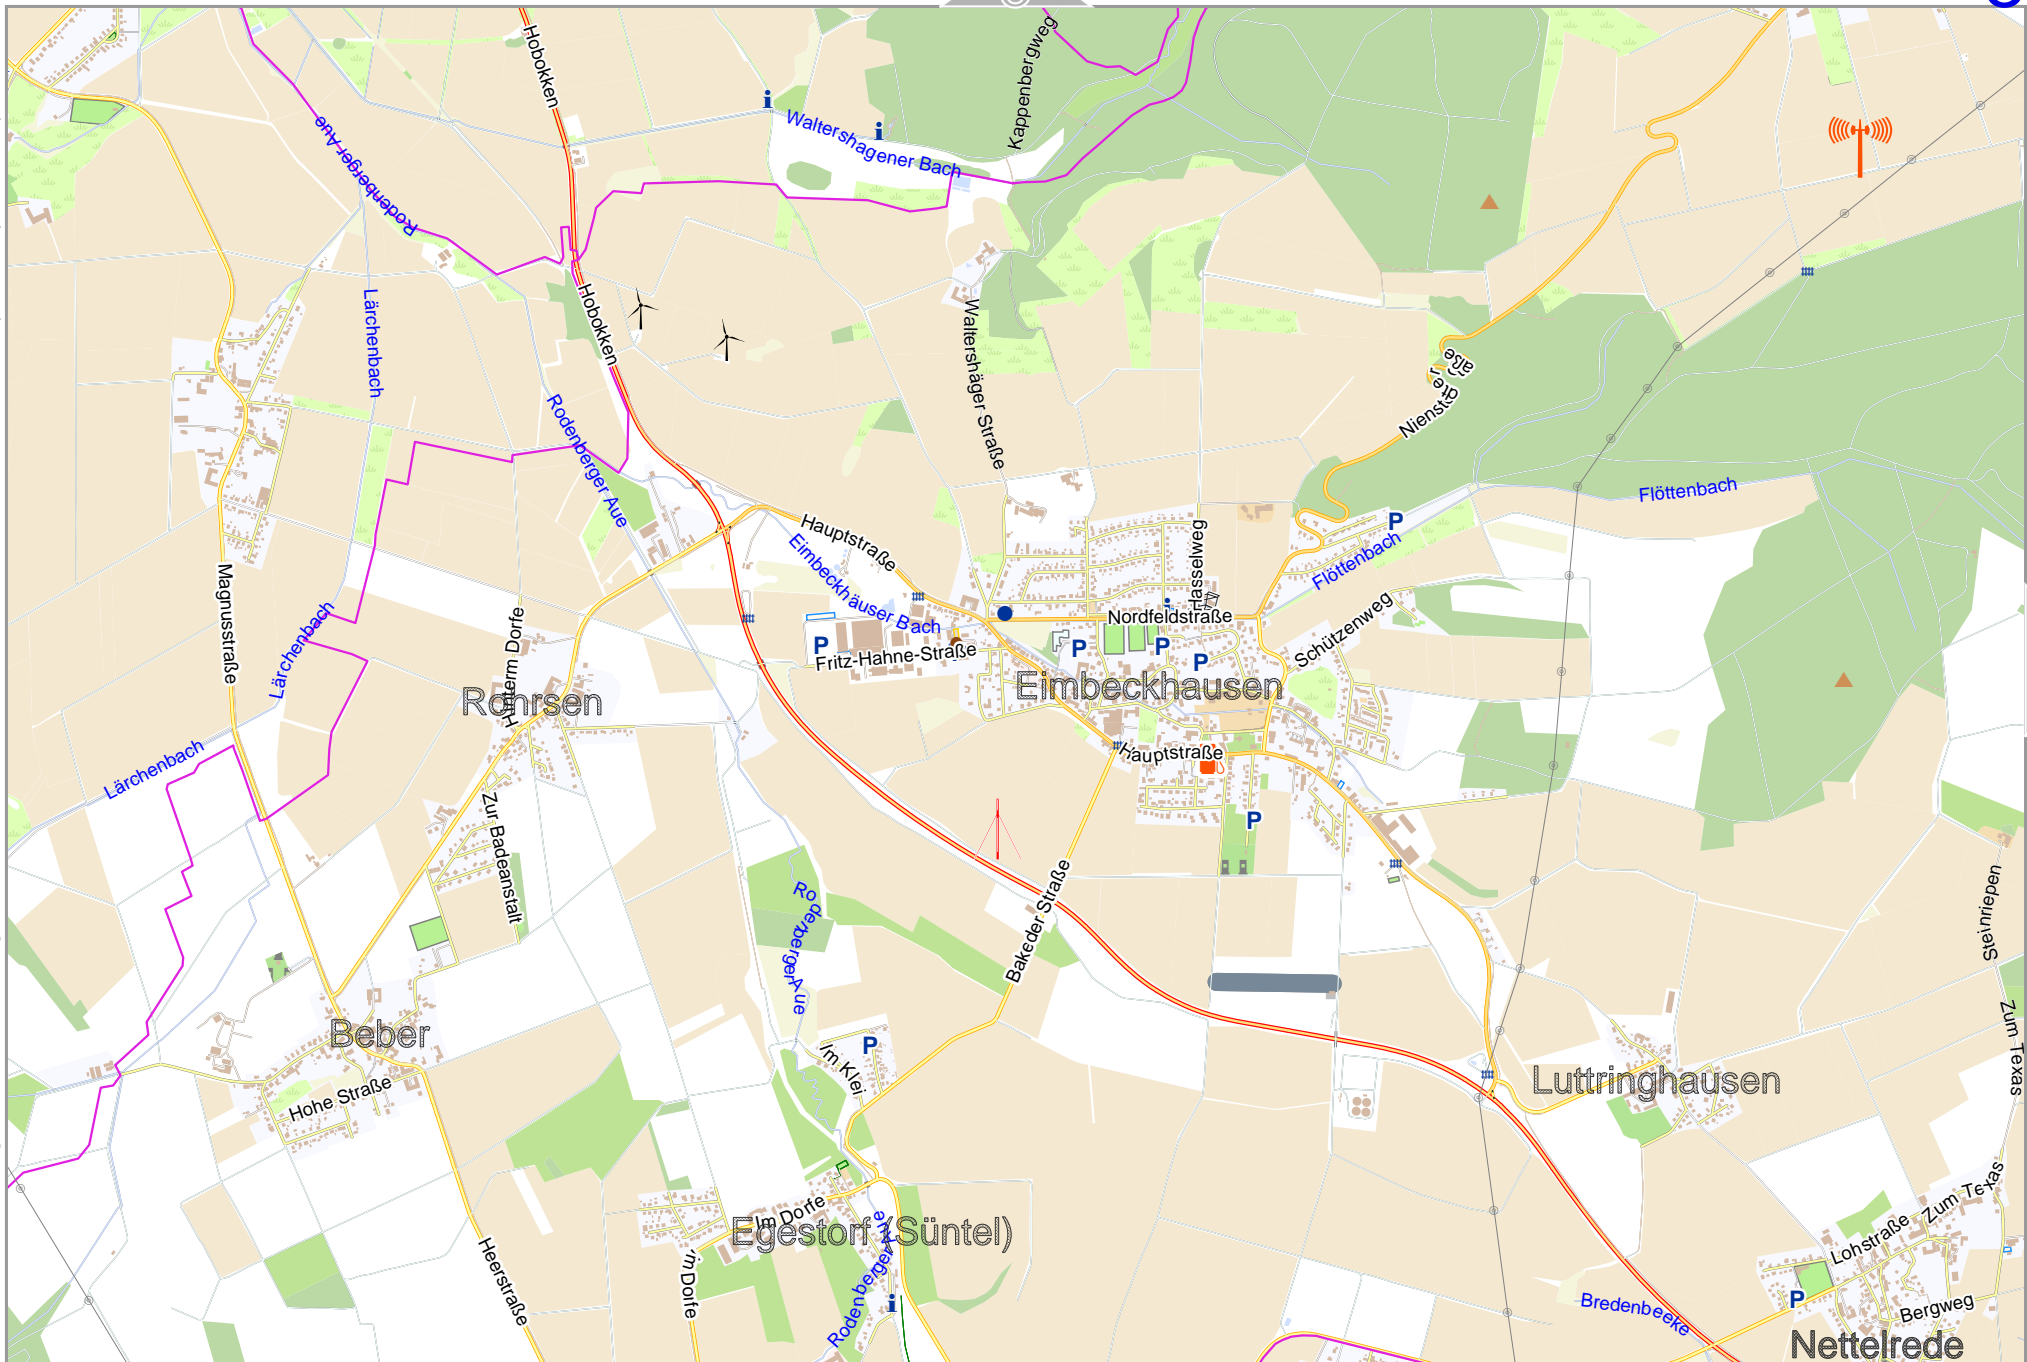 Hobokken
Kappenbergweg
Rodenberger Aue
Waltershagener Bach
Lärchenbach
Hobokken
Waltershäger Straße
Rodenberger Aue
Nienstedter
aße
Flöttenbach
P
Hauptstraße
Hasselweg
Eimbeckhäuser Bach
Flöttenbach
Magnusstraße
Lärchenbach
Hinterm Dorfe
Nordfeldstraße
Schützenweg
P
Fritz-Hahne-Straße
P
P
P
Rohrsen
Eimbeckhausen
Lärchenbach
Hauptstraße
Zur Badeanstalt
P
Rodenberger Aue
Bakeder Straße
Steinriepen
Beber
Im Klei
P
Luttringhausen
Zum Texas
Hohe Straße
Im Dorfe
Egestorf (Süntel)
Zum Texas
Lohstraße
Heerstraße
Im Dorfe
Rodenberger Aue
Bredenbeeke
P
Bergweg
Nettelrede